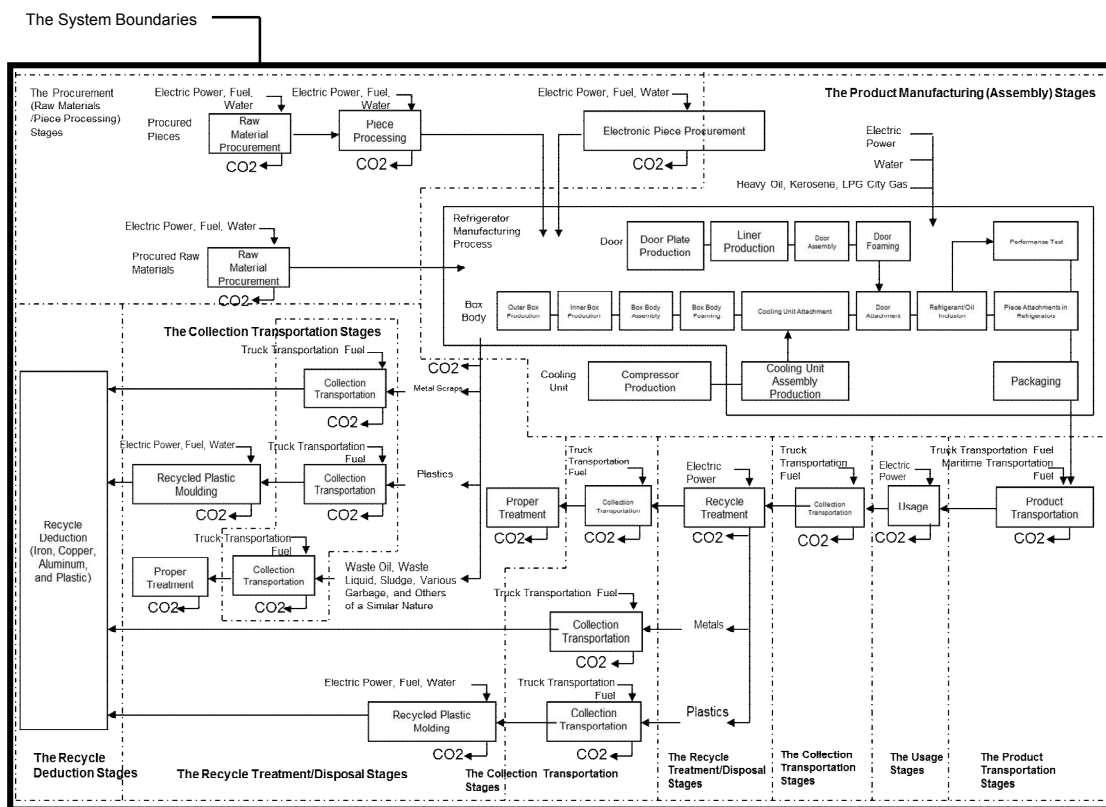 The System Boundaries
The Procurement
(Raw Materials
/Piece Processing)
Stages
Procured
Pieces
Electric Power, Fuel,
Water
Raw
Material
Procurement
CO2
Electric Power, Fuel,
Water
Piece
Processing
CO2
Electric Power, Fuel, Water
Electronic Piece Procurement
CO2
The Product Manufacturing (Assembly) Stages
Electric
Power
Water
Heavy Oil, Kerosene, LPG City Gas
Electric Power, Fuel, Water
Procured Raw
Materials
Raw
Material
Procurement
CO2
Refrigerator
Manufacturing
Process
Door
Door Plate
Production
Liner
Production
Door
Assembly
Door
Foaming
Performance Test
Box
Body
Outer Box
Production
Inner Box
Production
Box Body
Assembly
Box Body
Foaming
Cooling Unit Attachment
Door
Attachment
Refrigerant/Oil
Inclusion
Piece Attachments in
Refrigerators
Cooling
Unit
Compressor
Production
Cooling Unit
Assembly
Production
Packaging
The Collection Transportation Stages
Truck Transportation Fuel
Collection
Transportation
CO2
CO2
Metal Scraps
Electric Power, Fuel, Water
Recycled Plastic
Moulding
CO2
Truck Transportation
Fuel
Collection
Transportation
CO2
Plastics
Recycle
Deduction
(Iron, Copper,
Aluminum,
and Plastic)
Proper
Treatment
CO2
Truck Transportation
Fuel
Collection
Transportation
CO2
Waste Oil, Waste
Liquid, Sludge, Various
Garbage, and Others
of a Similar Nature
Proper
Treatment
CO2
Truck
Transportation
Fuel
Collection
Transportation
CO2
Electric
Power
Recycle
Treatment
CO2
Truck
Transportation
Fuel
Collection
Transportation
CO2
Electric
Power
Usage
CO2
Truck Transportation Fuel
Maritime Transportation
Fuel
Product
Transportation
CO2
Truck Transportation Fuel
Collection
Transportation
CO2
Metals
Electric Power, Fuel, Water
Recycled Plastic
Molding
CO2
Truck Transportation
Fuel
Collection
Transportation
CO2
Plastics
The Recycle
Deduction Stages
The Recycle Treatment/Disposal Stages
The Collection Transportation
Stages
The Recycle
Treatment/Disposal
Stages
The Collection
Transportation
Stages
The Usage
Stages
The Product
Transportation
Stages